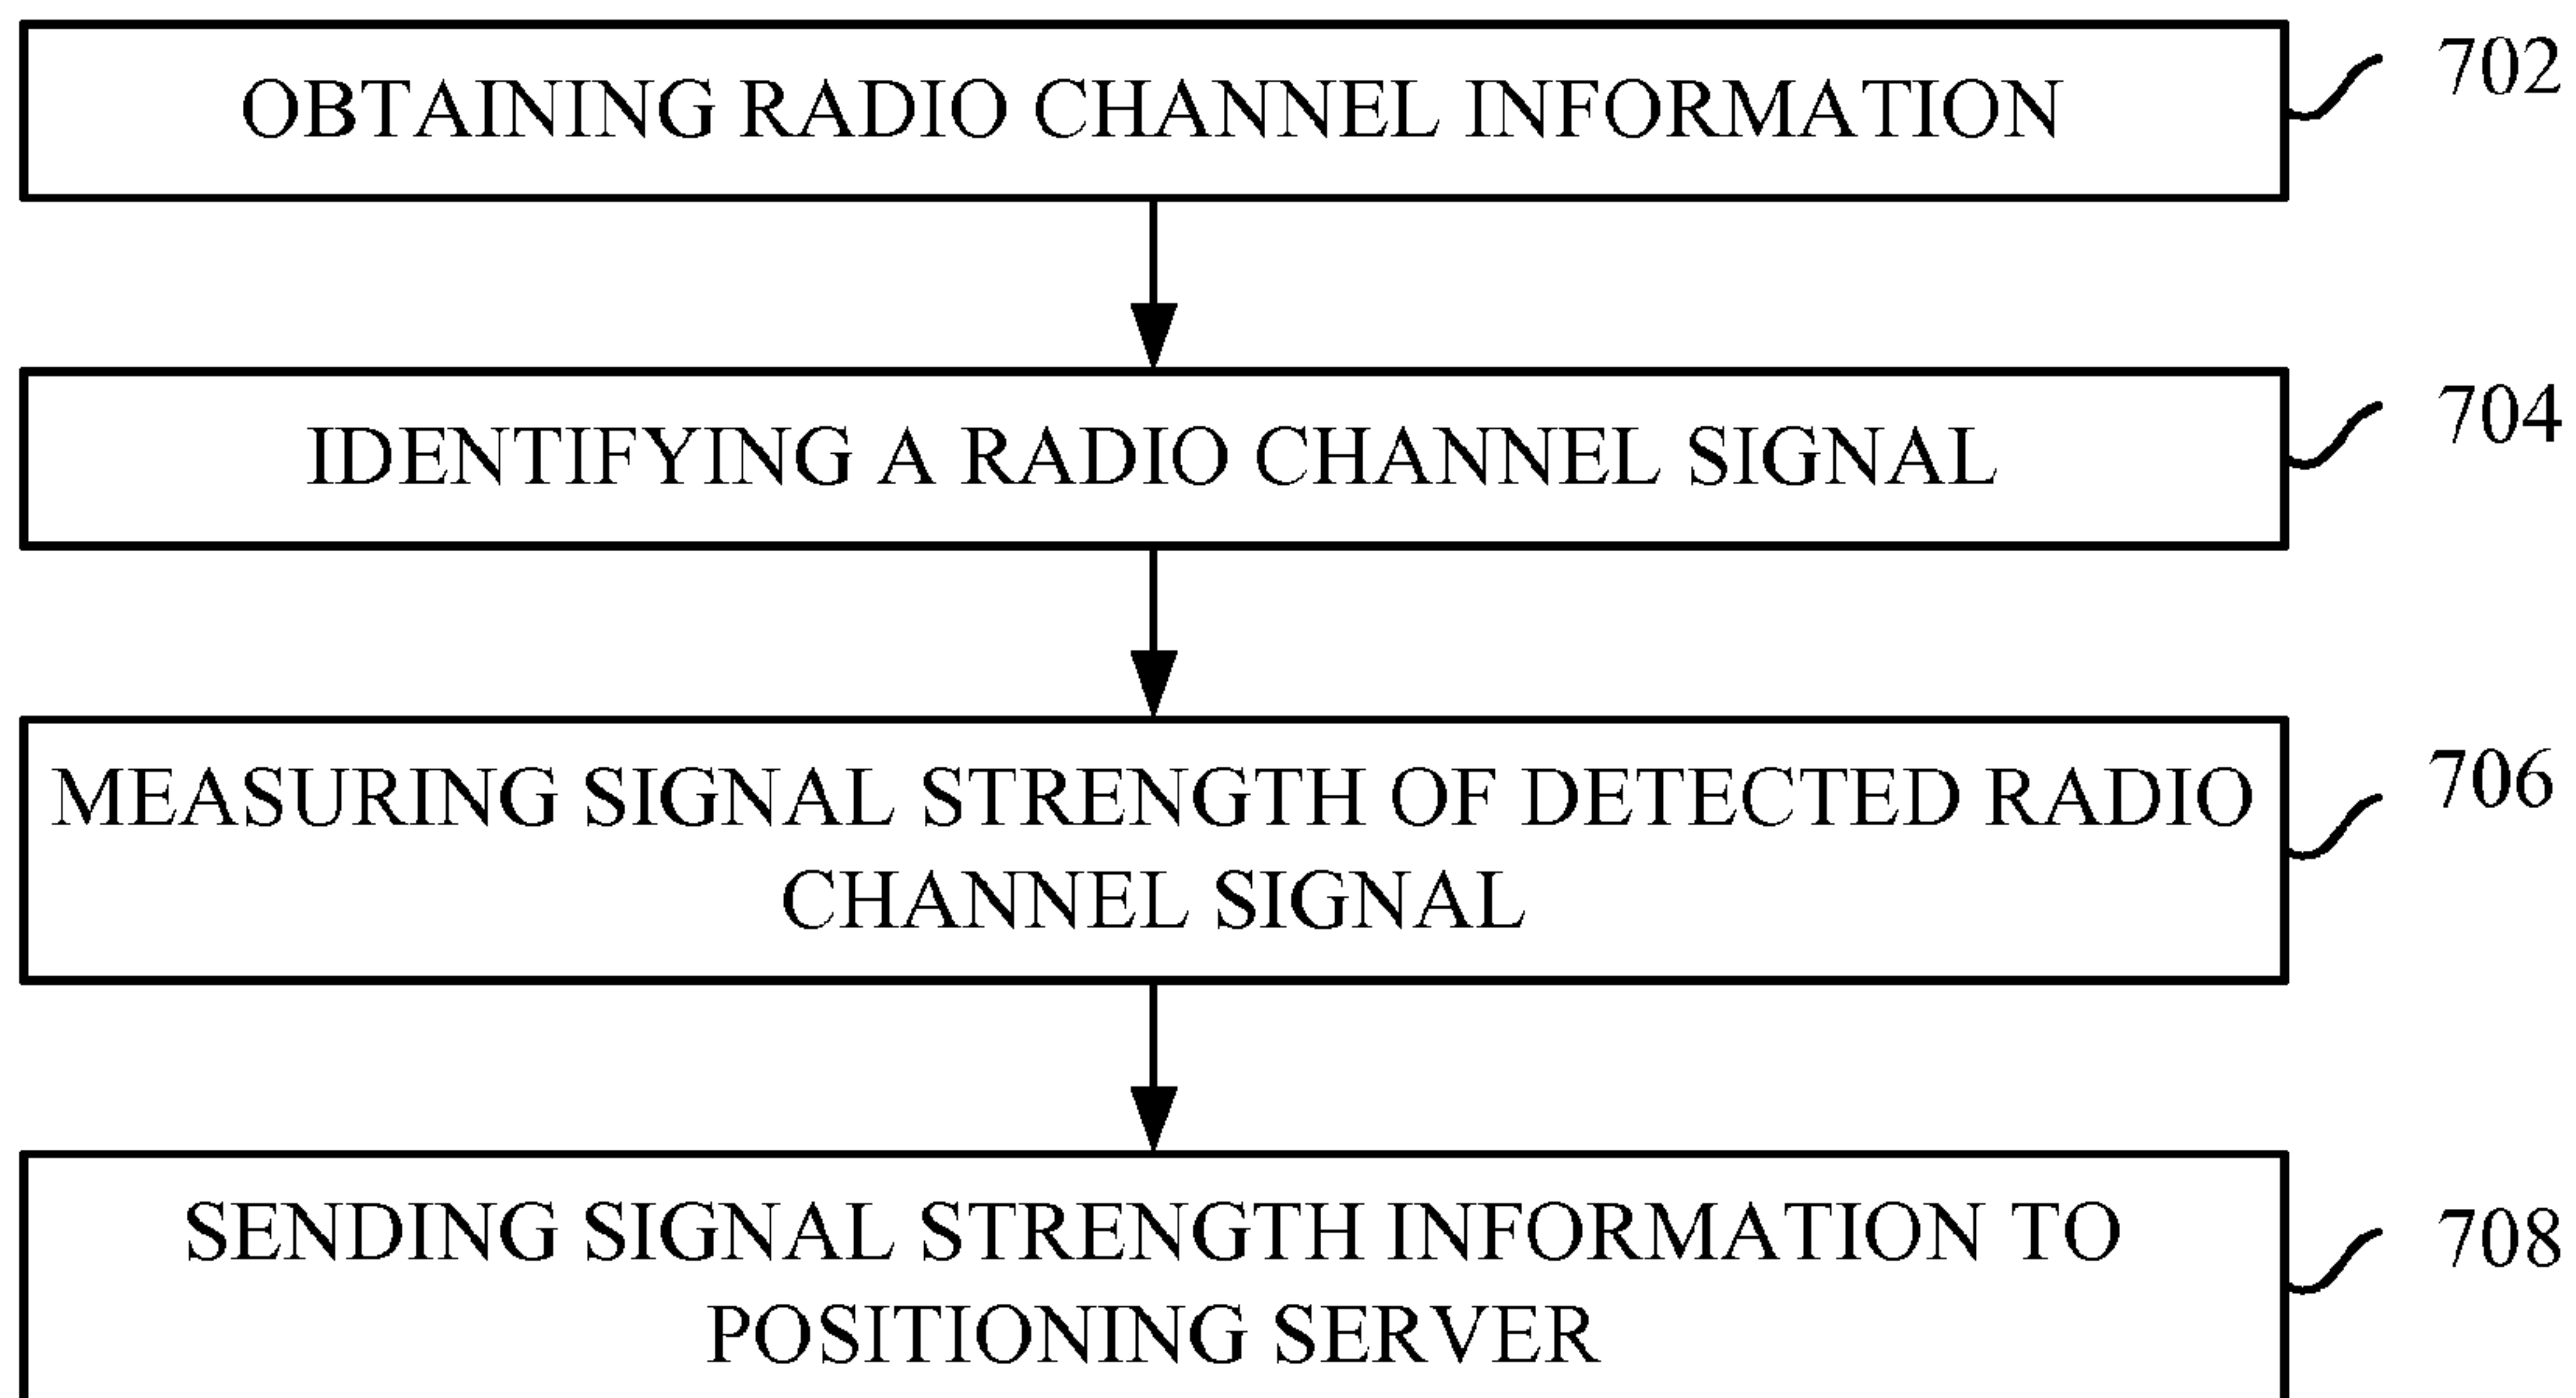 OBTAINING RADIO CHANNEL INFORMATION
702
IDENTIFYING A RADIO CHANNEL SIGNAL
704
MEASURING SIGNAL STRENGTH OF DETECTED RADIO
CHANNEL SIGNAL
706
SENDING SIGNAL STRENGTH INFORMATION TO
POSITIONING SERVER
708